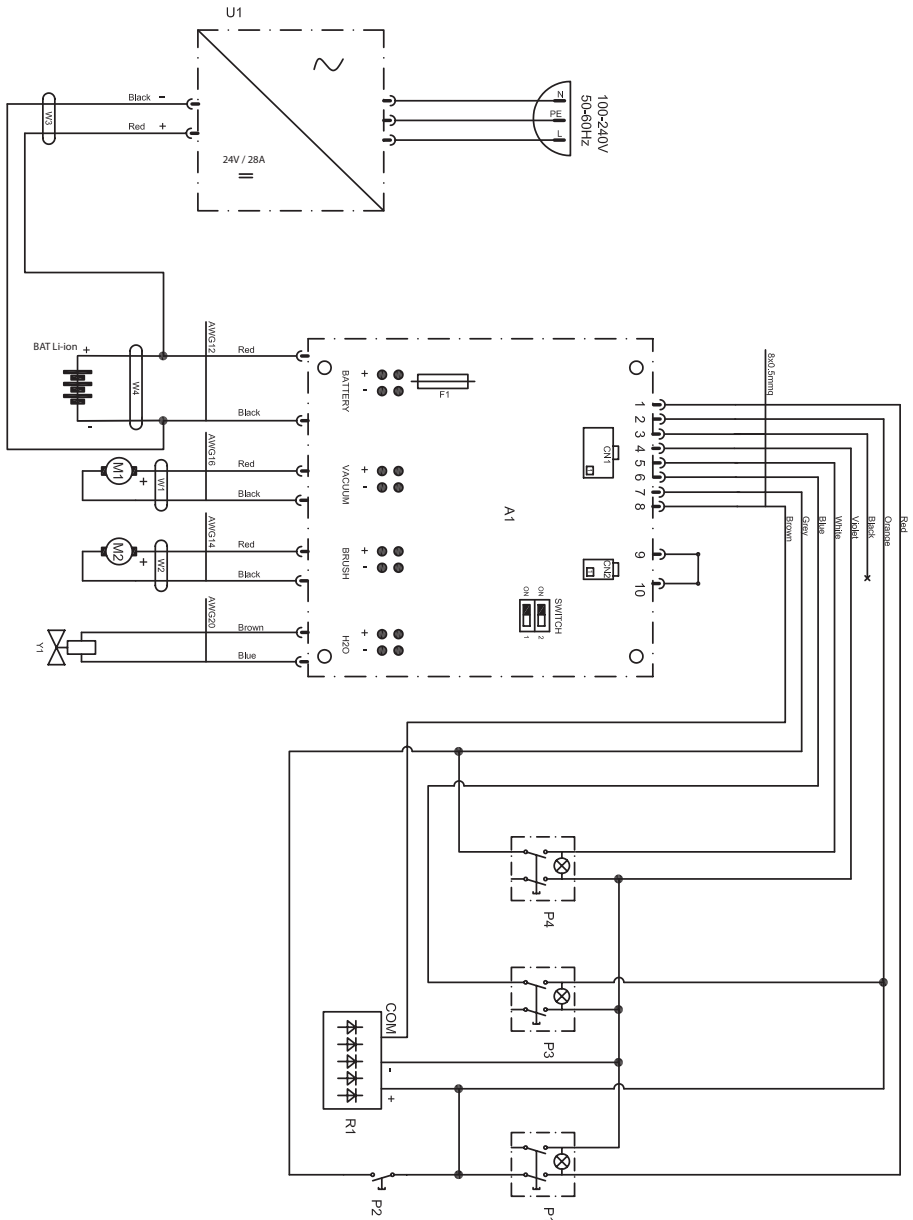 U1
Black -
Red +
W3
24V / 28A
N
PE
L
100-240V
50-60Hz
BAT Li-ion
+
-
W4
AWG12
Red
Black
BATTERY
+
-
F1
M1
+
W1
AWG16
Red
Black
VACUUM
+
-
M2
+
W2
AWG14
Red
Black
BRUSH
+
-
Y1
AWG20
Brown
Blue
H2O
+
-
A1
CN1
1
CN2
1
SWITCH
ON
ON
1
2
1
2
3
4
5
6
7
8
9
10
8x0.5mmq
Red
Orange
Black
Violet
White
Blue
Grey
Brown
P4
P3
COM
-
+
R1
P2